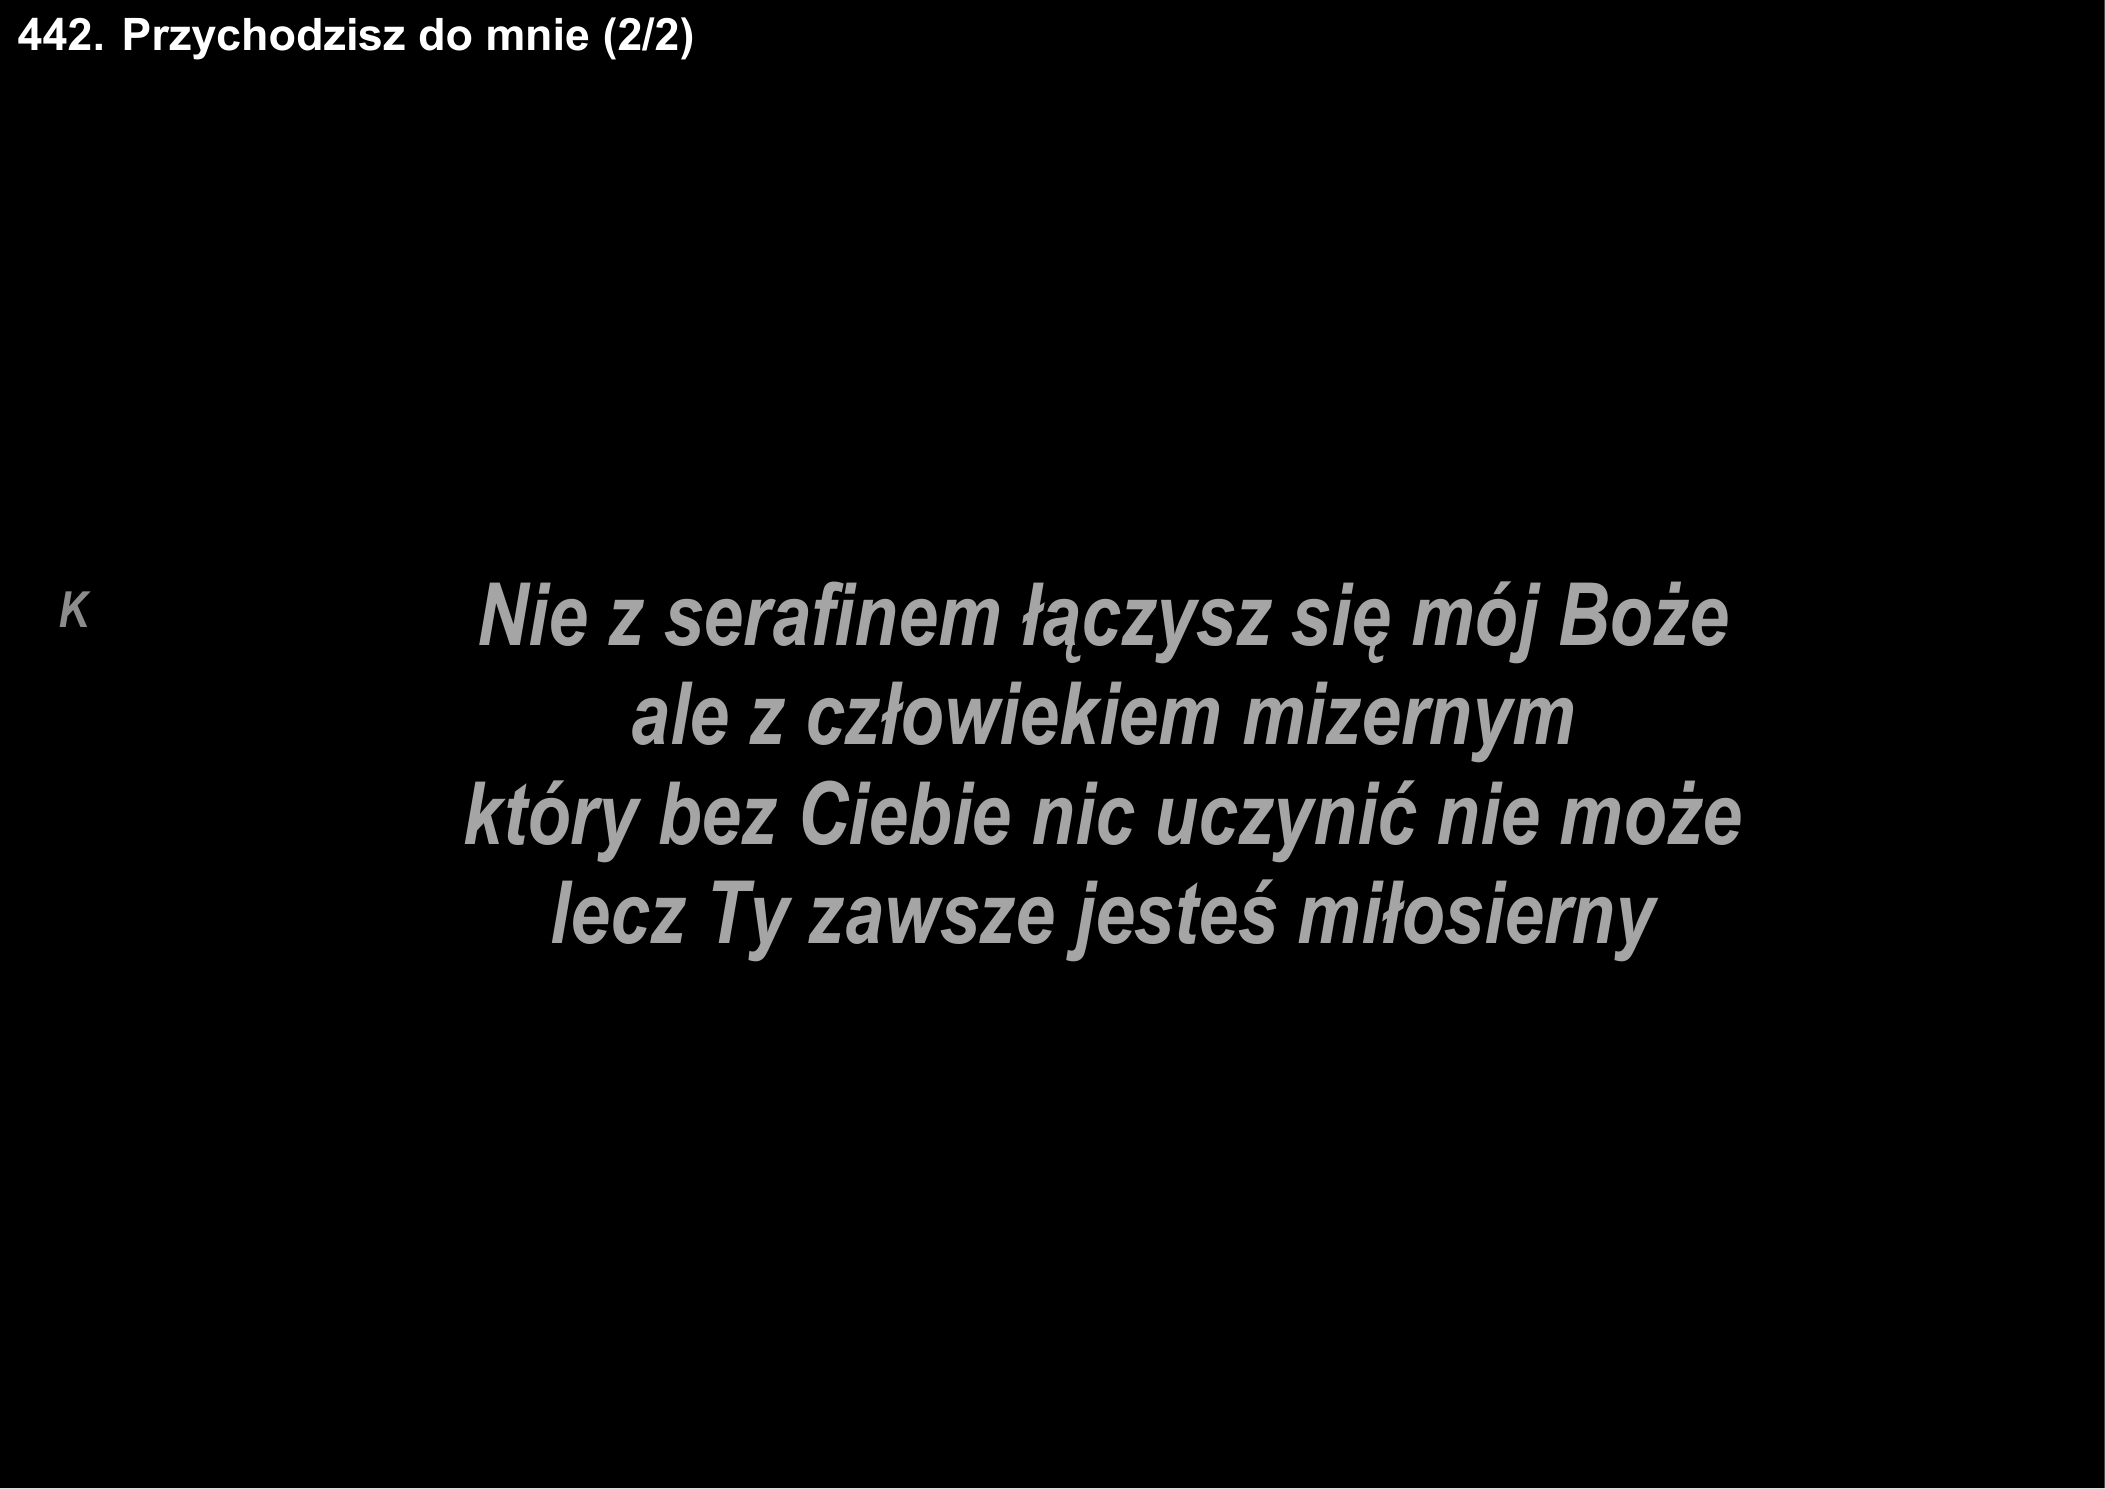 442. Przychodzisz do mnie (2/2)
K
Nie z serafinem łączysz się mój Boże
ale z człowiekiem mizernym
który bez Ciebie nic uczynić nie może
lecz Ty zawsze jesteś miłosierny